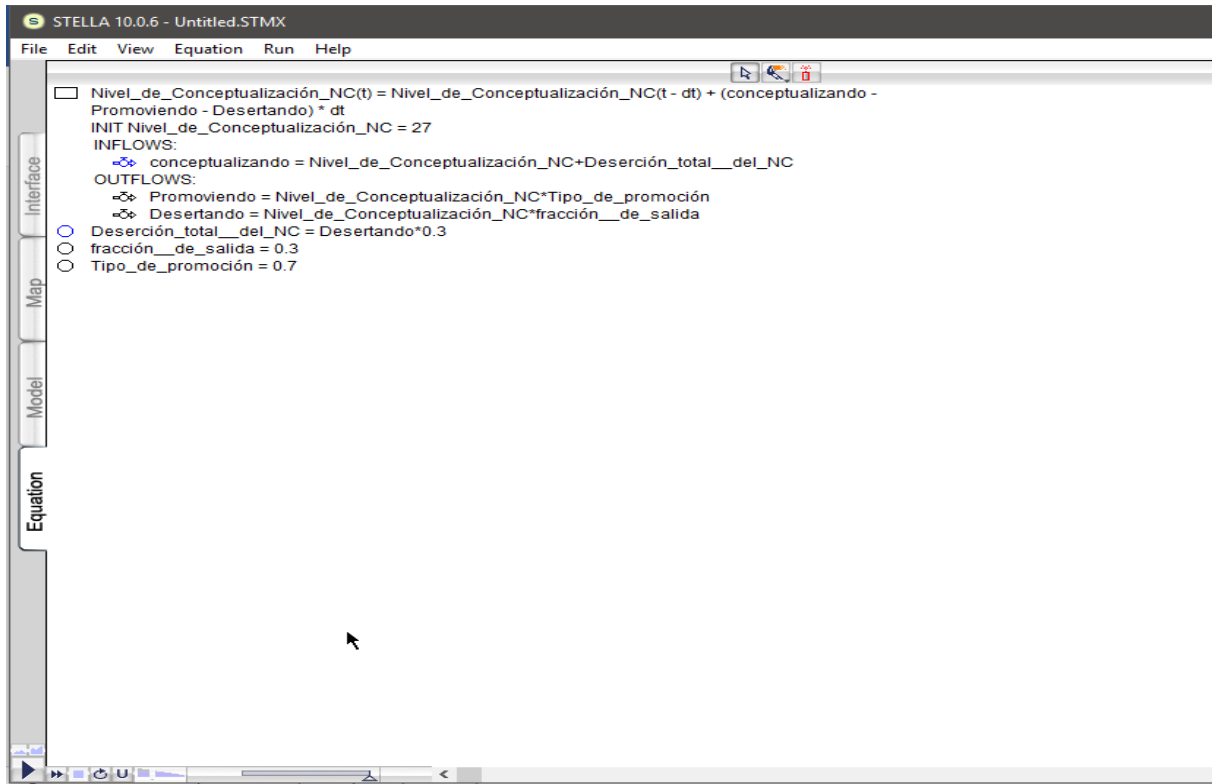 STELLA 10.0.6 - Untitled.STMX
File Edit View Equation Run Help
Nivel_de_Conceptualización_NC(t) = Nivel_de_Conceptualización_NC(t - dt) + (conceptualizando -
Promoviendo - Desertando) * dt
INIT Nivel_de_Conceptualización_NC = 27
INFLOWS:
conceptualizando = Nivel_de_Conceptualización_NC+Deserción_total__del_NC
OUTFLOWS:
Promoviendo = Nivel_de_Conceptualización_NC*Tipo_de_promoción
Desertando = Nivel_de_Conceptualización_NC*fracción__de_salida
Deserción_total__del_NC = Desertando*0.3
fracción__de_salida = 0.3
Tipo_de_promoción = 0.7
Interface
Map
Model
Equation
U